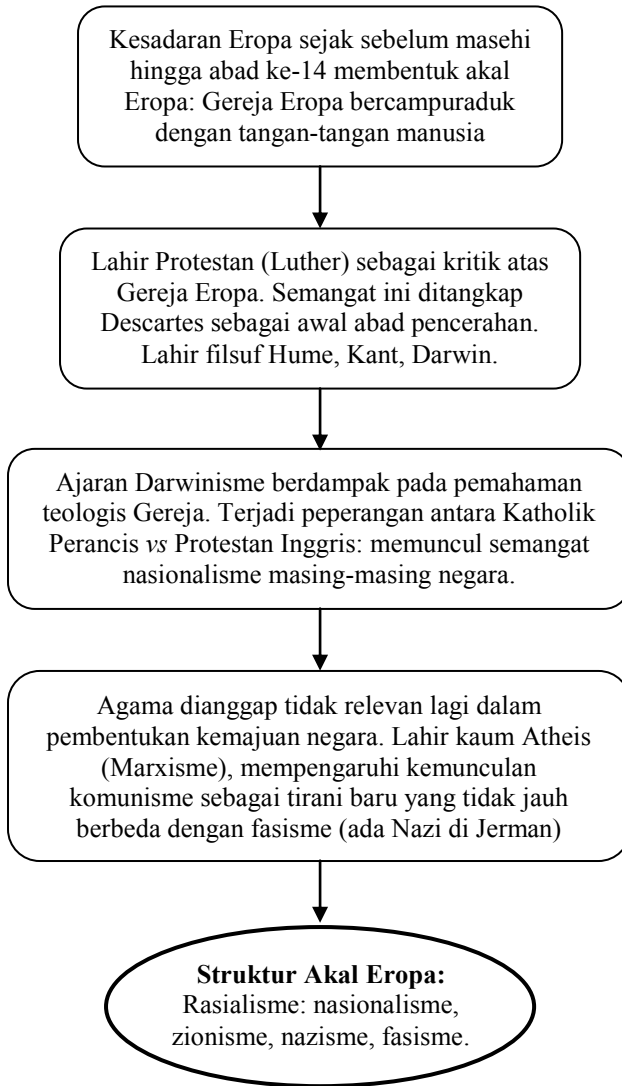 Kesadaran Eropa sejak sebelum masehi
hingga abad ke-14 membentuk akal
Eropa: Gereja Eropa bercampuraduk
dengan tangan-tangan manusia
Lahir Protestan (Luther) sebagai kritik atas
Gereja Eropa. Semangat ini ditangkap
Descartes sebagai awal abad pencerahan.
Lahir filsuf Hume, Kant, Darwin.
Ajaran Darwinisme berdampak pada pemahaman
teologis Gereja. Terjadi peperangan antara Katholik
Perancis vs Protestan Inggris: memuncul semangat
nasionalisme masing-masing negara.
Agama dianggap tidak relevan lagi dalam
pembentukan kemajuan negara. Lahir kaum Atheis
(Marxisme), mempengaruhi kemunculan
komunisme sebagai tirani baru yang tidak jauh
berbeda dengan fasisme (ada Nazi di Jerman)
Struktur Akal Eropa:
Rasialisme: nasionalisme,
zionisme, nazisme, fasisme.